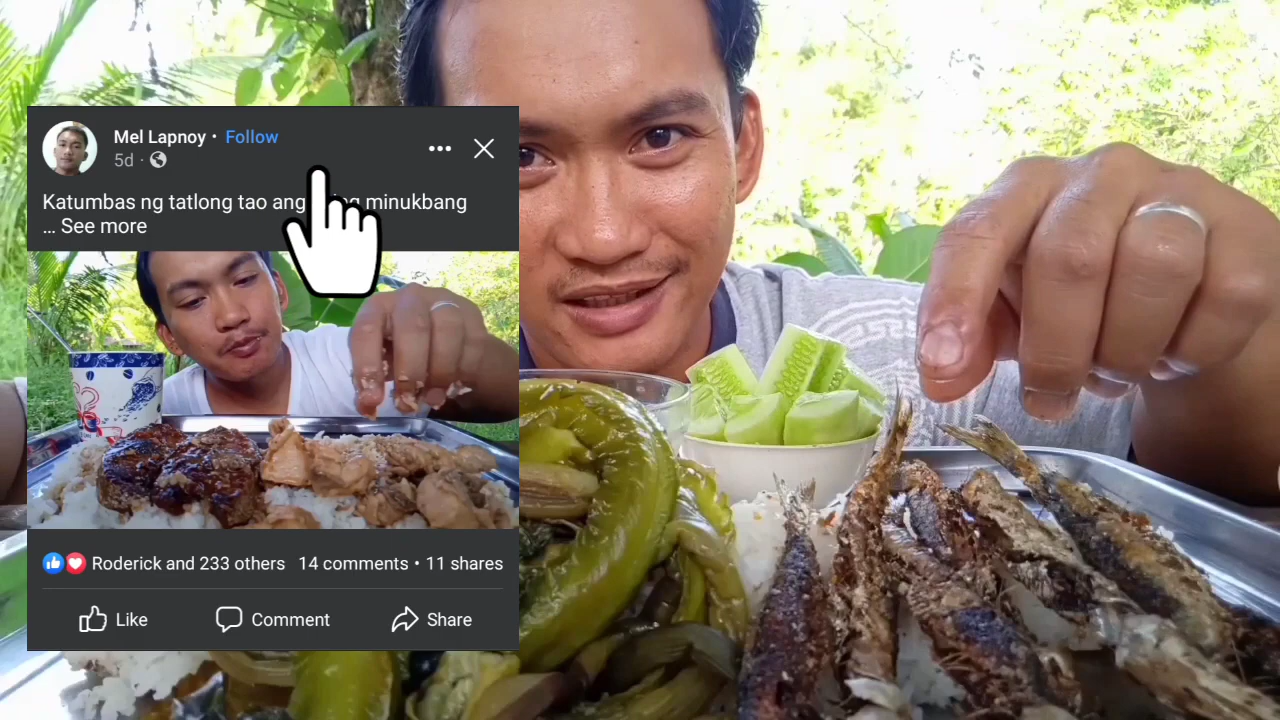 Mel Lapnoy · Follow
5d ·
Katumbas ng tatlong tao ang minukbang
... See more
Roderick and 233 others 14 comments • 11 shares
Like Comment Share